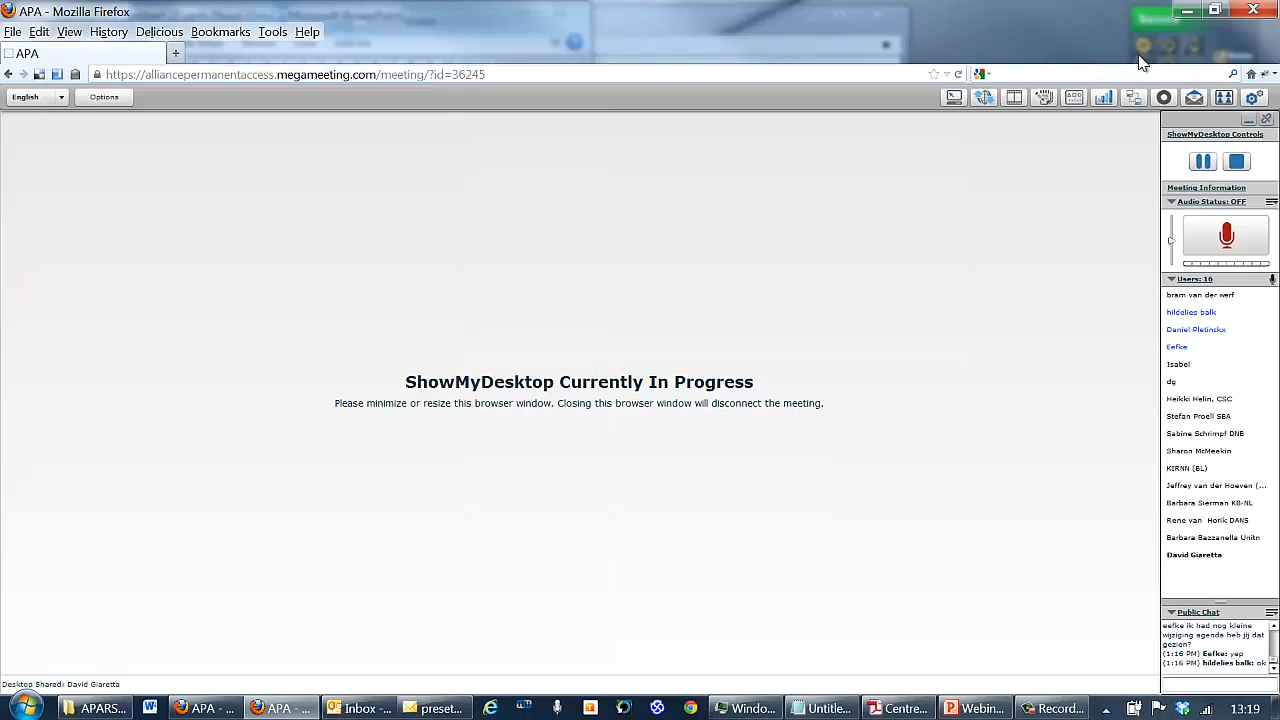 APA - Mozilla Firefox
File Edit View History Delicious Bookmarks Tools Help
APA
https://alliancepermanentaccess.megameeting.com/meeting/?id=36245
English Options
ShowMyDesktop Controls
Meeting Information
Audio Status: OFF
Users: 16
bram van der werf
hildelies balk
Daniel Pletinckx
Eefke
Isabel
dg
Heikki Helin, CSC
Stefan Proell SBA
Sabine Schrimpf DNB
Sharon McMeekin
KIRNN (BL)
Jeffrey van der Hoeven (...
Barbara Sierman KB-NL
Rene van Horik DANS
Barbara Bazzanella Unitn
David Giaretta
ShowMyDesktop Currently In Progress
Please minimize or resize this browser window. Closing this browser window will disconnect the meeting.
Public Chat
eefke ik had nog kleine
wijziging agenda heb jij dat
gezien?
(1:16 PM) Eefke: yep
(1:16 PM) hildelies balk: ok
Desktop Shared: David Giaretta
APARS... APA - ... APA - ... Inbox - ... preset... Windo... Untitle... Centre... Webin... Record... 13:19